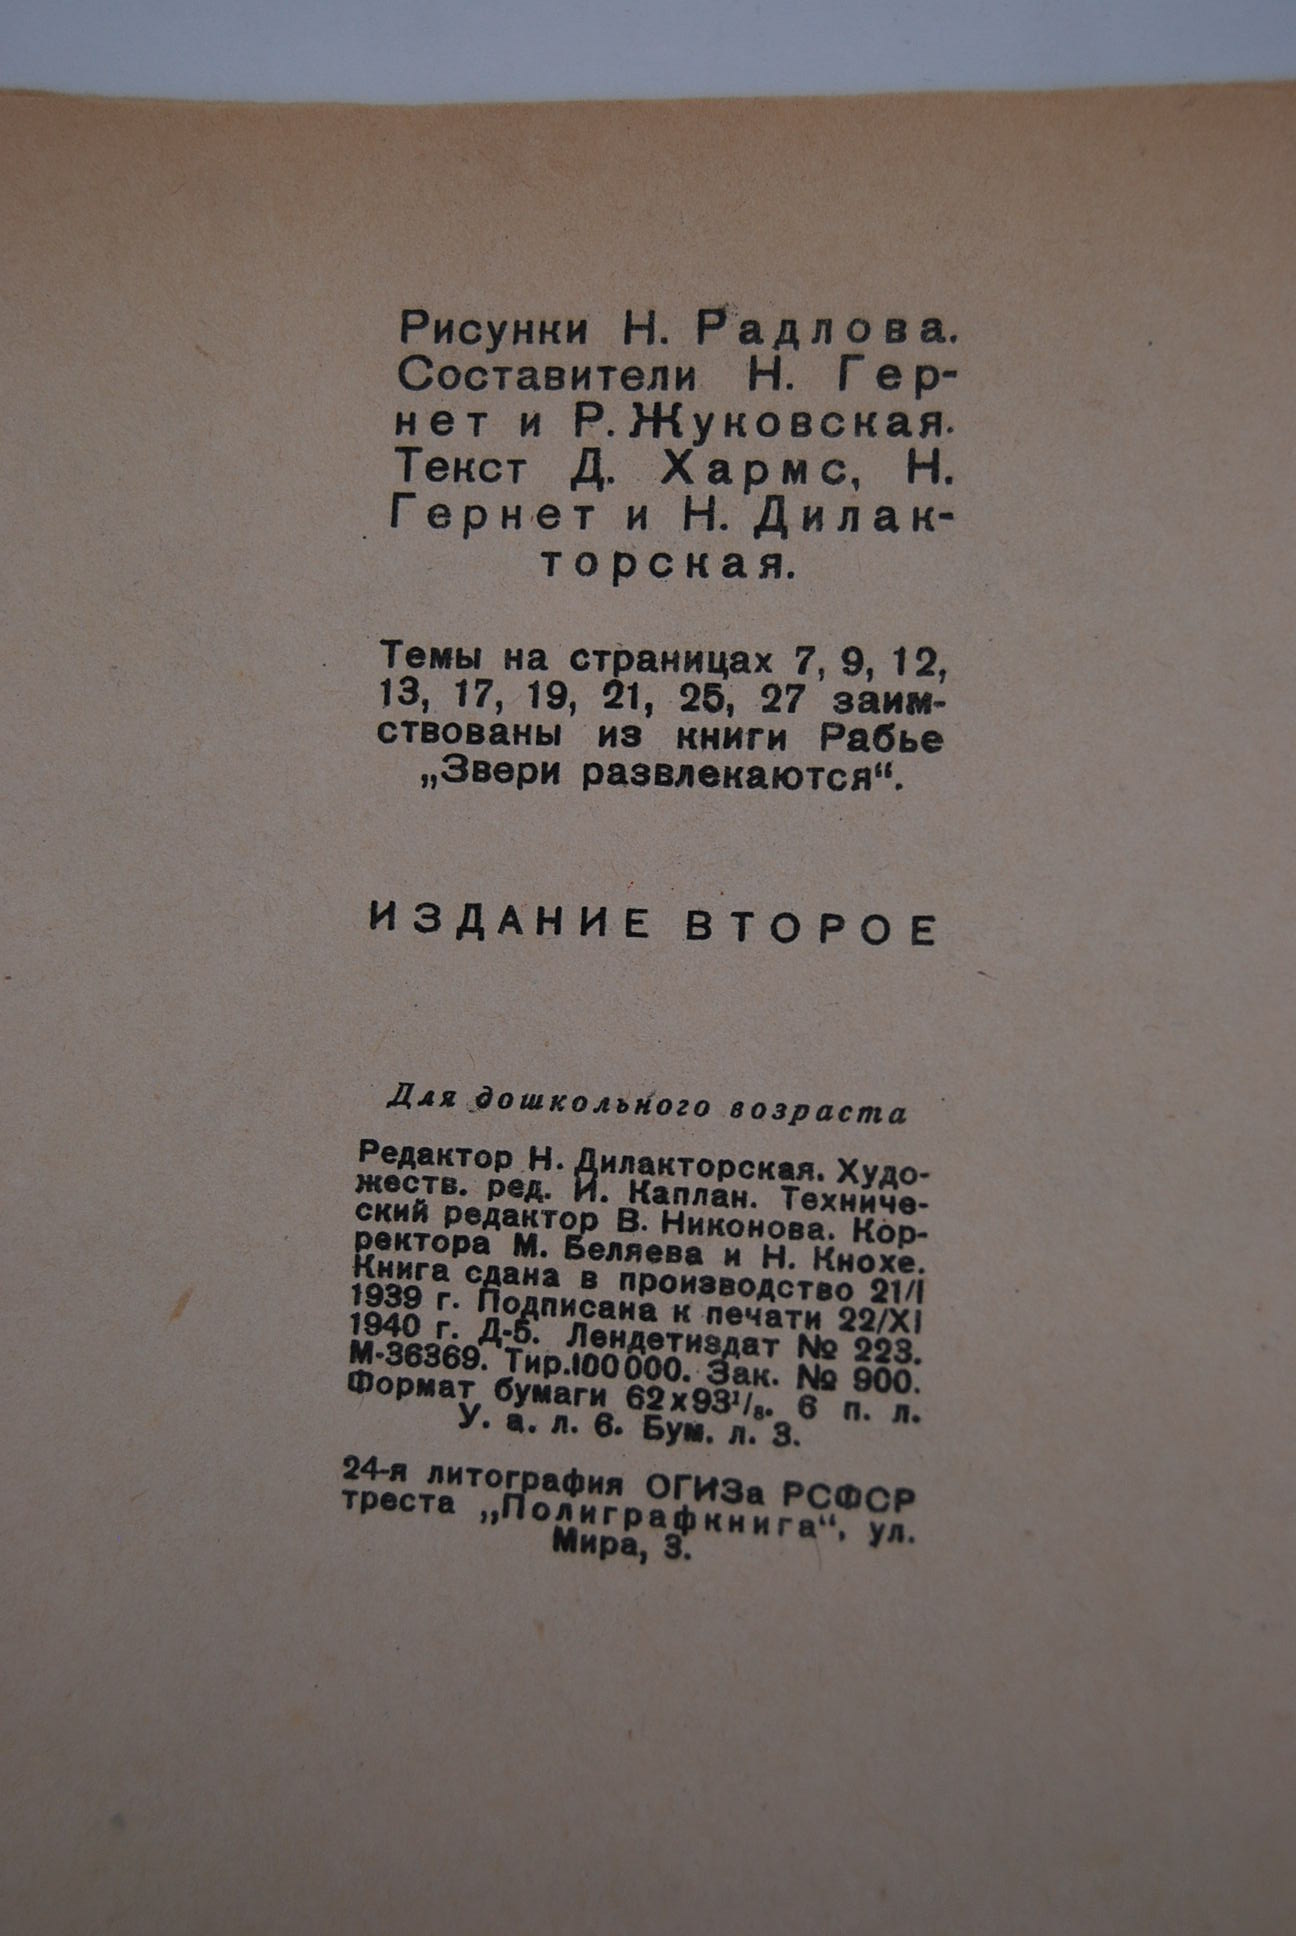 Рисунки Н. Радлова.
Составители Н. Гер-
нет и Р. Жуковская.
Текст Д. Хармс, Н.
Гернет и Н. Дилак-
торская.
Темы на страницах 7, 9, 12,
13, 17, 19, 21, 25, 27 заим-
ствованы из книги Рабье
„Звери развлекаются“.
ИЗДАНИЕ ВТОРОЕ
Для дошкольного возраста
Редактор Н. Дилакторская. Худо-
жеств. ред. И. Каплан. Техниче-
ский редактор В. Никонова. Кор-
ректора М. Беляева и Н. Кнохе.
Книга сдана в производство 21/I
1939 г. Подписана к печати 22/XI
1940 г. Д-5. Лендетиздат № 223.
М-36369. Тир. 100 000. Зак. № 900.
Формат бумаги 62х93¹/₈. 6 п. л.
У. а. л. 6. Бум. л. 3.
24-я литография ОГИЗа РСФСР
треста „Полиграфкнига“, ул.
Мира, 3.